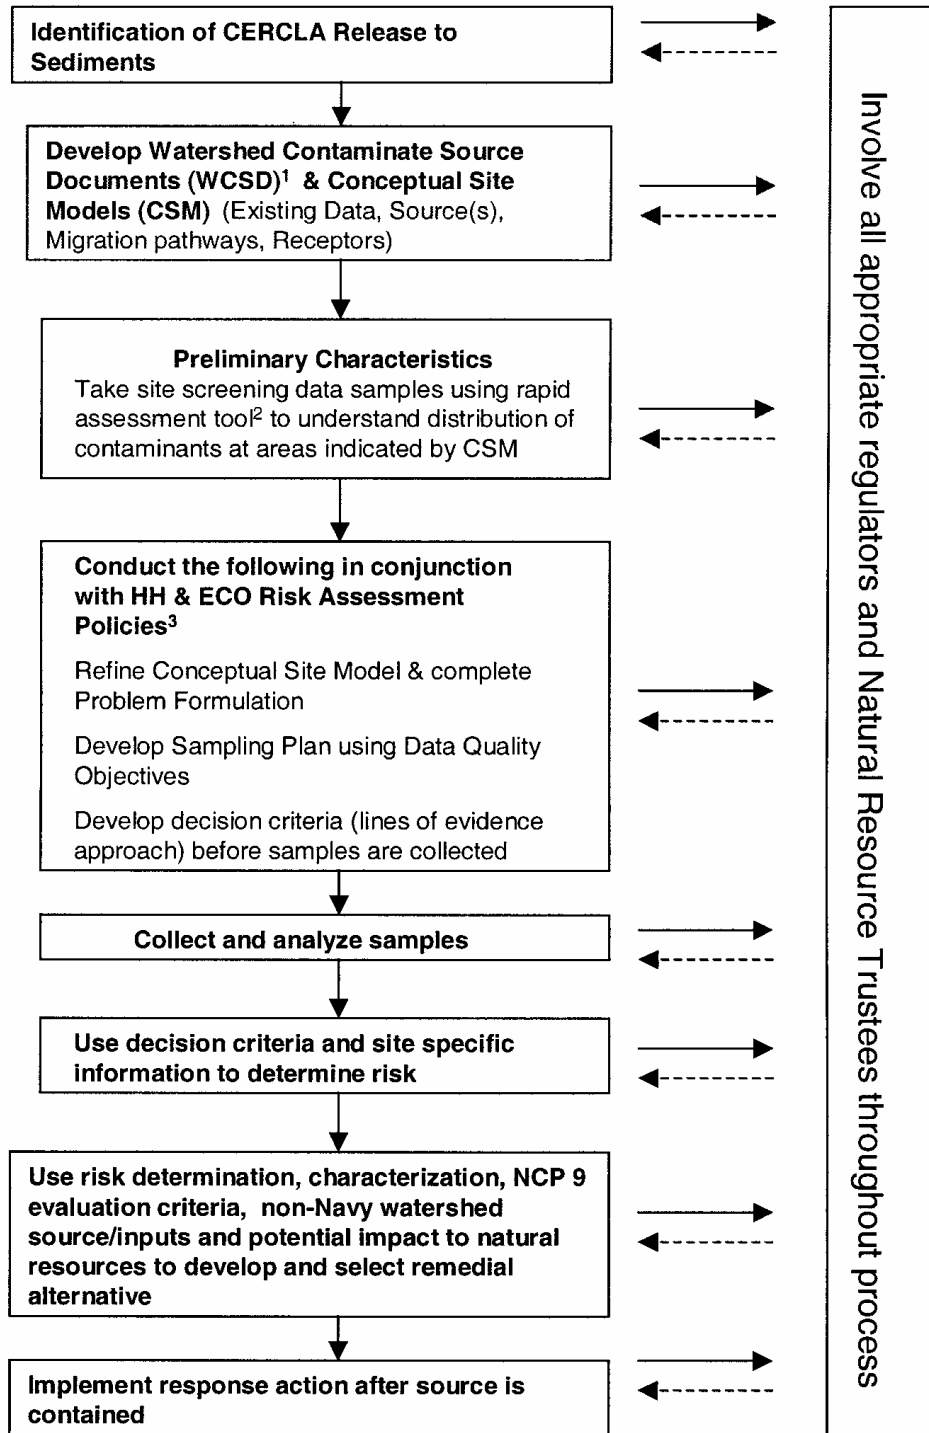 Identification of CERCLA Release to
Sediments
Develop Watershed Contaminate Source
Documents (WCSD)¹ & Conceptual Site
Models (CSM) (Existing Data, Source(s),
Migration pathways, Receptors)
Preliminary Characteristics
Take site screening data samples using rapid
assessment tool² to understand distribution of
contaminants at areas indicated by CSM
Conduct the following in conjunction
with HH & ECO Risk Assessment
Policies³
Refine Conceptual Site Model & complete
Problem Formulation
Develop Sampling Plan using Data Quality
Objectives
Develop decision criteria (lines of evidence
approach) before samples are collected
Collect and analyze samples
Use decision criteria and site specific
information to determine risk
Use risk determination, characterization, NCP 9
evaluation criteria, non-Navy watershed
source/inputs and potential impact to natural
resources to develop and select remedial
alternative
Implement response action after source is
contained
Involve all appropriate regulators and Natural Resource Trustees throughout process